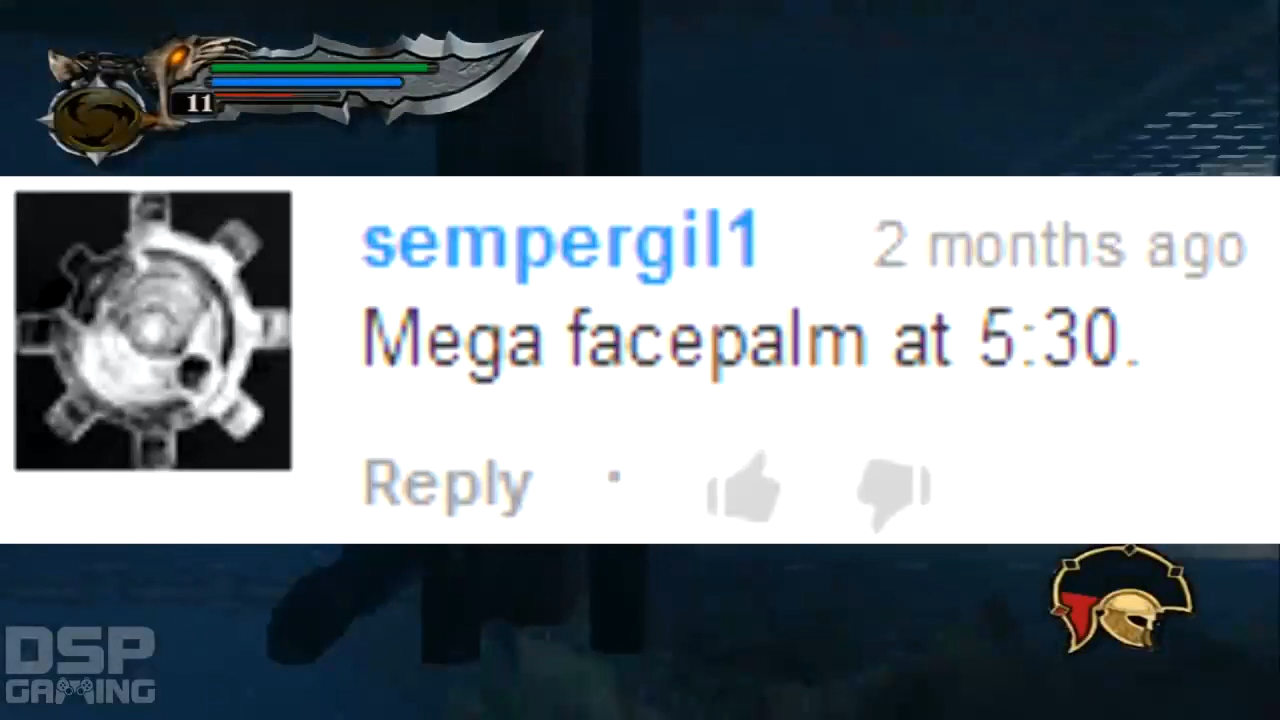 11
sempergil1 2 months ago
Mega facepalm at 5:30.
Reply ·
DSP
GAMING